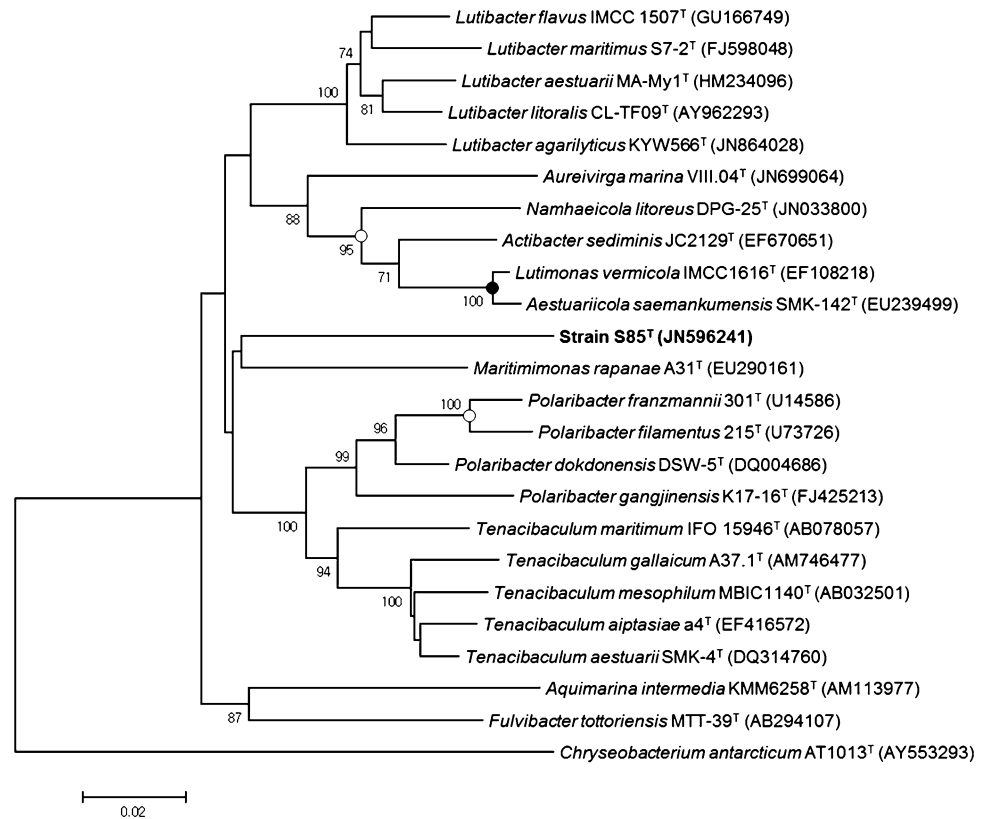 Lutibacter flavus IMCC 1507T (GU166749)
74
Lutibacter maritimus S7-2T (FJ598048)
Lutibacter aestuarii MA-My1T (HM234096)
100
81
Lutibacter litoralis CL-TF09T (AY962293)
Lutibacter agarilyticus KYW566T (JN864028)
Aureivirga marina VIII.04T (JN699064)
88
Namhaeicola litoreus DPG-25T (JN033800)
95
Actibacter sediminis JC2129T (EF670651)
71
Lutimonas vermicola IMCC1616T (EF108218)
100
Aestuariicola saemankumensis SMK-142T (EU239499)
Strain S85T (JN596241)
Maritimimonas rapanae A31T (EU290161)
100
Polaribacter franzmannii 301T (U14586)
96
Polaribacter filamentus 215T (U73726)
99
Polaribacter dokdonensis DSW-5T (DQ004686)
Polaribacter gangjinensis K17-16T (FJ425213)
100
Tenacibaculum maritimum IFO 15946T (AB078057)
94
Tenacibaculum gallaicum A37.1T (AM746477)
100
Tenacibaculum mesophilum MBIC1140T (AB032501)
Tenacibaculum aiptasiae a4T (EF416572)
Tenacibaculum aestuarii SMK-4T (DQ314760)
Aquimarina intermedia KMM6258T (AM113977)
87
Fulvibacter tottoriensis MTT-39T (AB294107)
Chryseobacterium antarcticum AT1013T (AY553293)
0.02